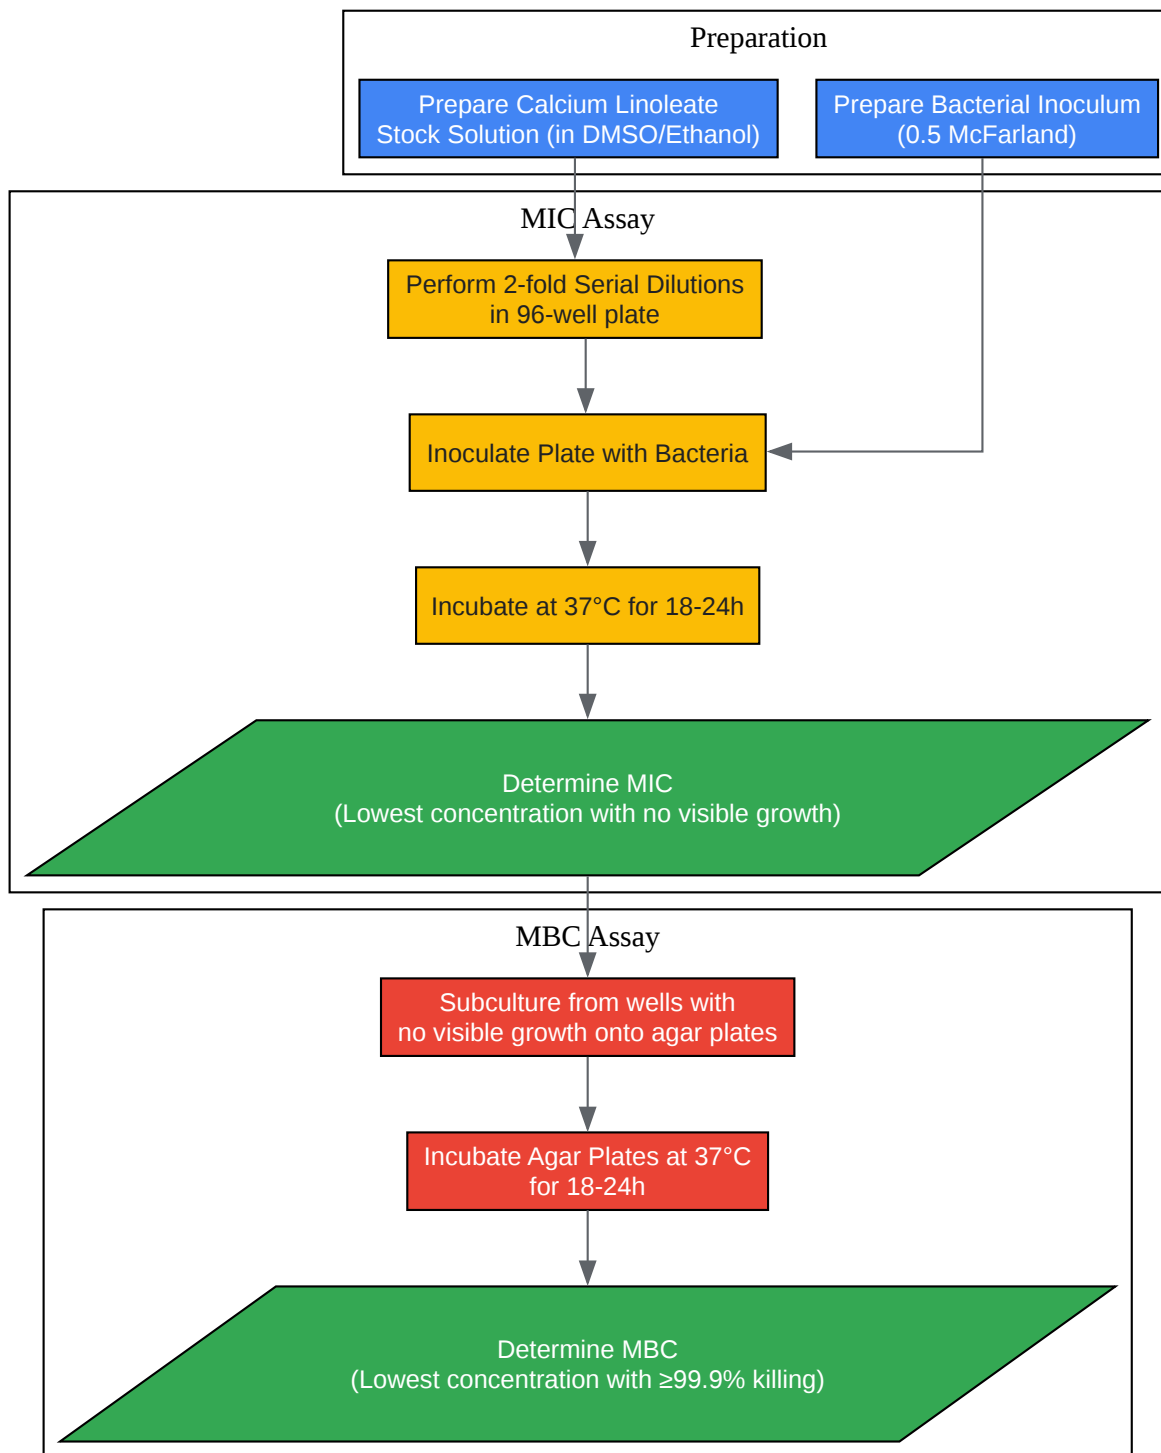 Preparation
Prepare Calcium Linoleate
Stock Solution (in DMSO/Ethanol)
Prepare Bacterial Inoculum
(0.5 McFarland)
MIC Assay
Perform 2-fold Serial Dilutions
in 96-well plate
Inoculate Plate with Bacteria
Incubate at 37°C for 18-24h
Determine MIC
(Lowest concentration with no visible growth)
MBC Assay
Subculture from wells with
no visible growth onto agar plates
Incubate Agar Plates at 37°C
for 18-24h
Determine MBC
(Lowest concentration with ≥99.9% killing)